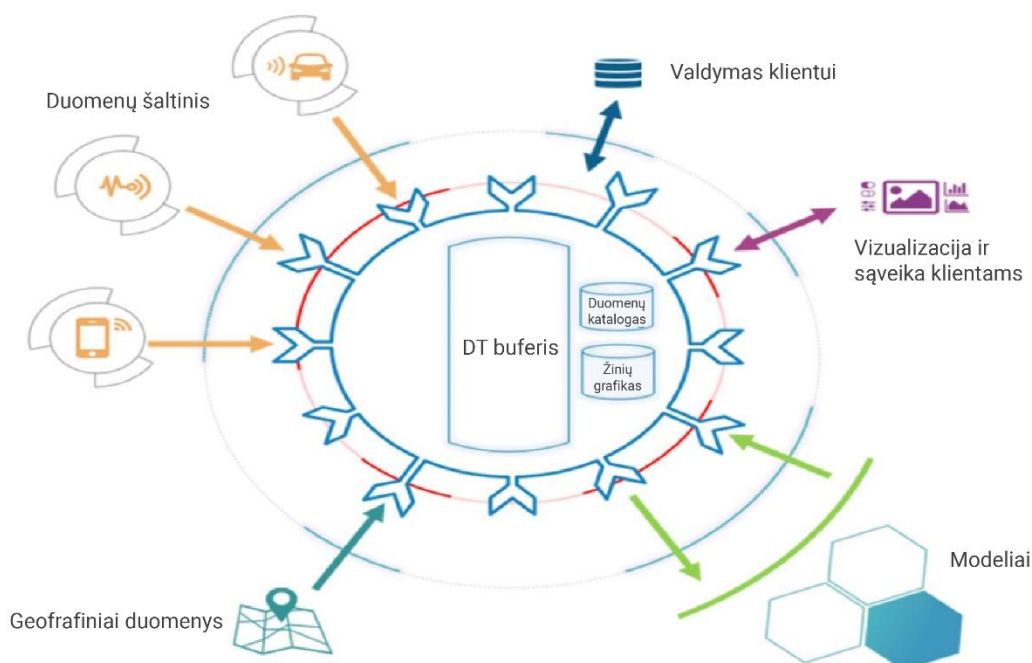 Duomenų šaltinis
Valdymas klientui
Vizualizacija ir
sąveika klientams
DT buferis
Duomenų
katalogas
Žinių
grafikas
Modeliai
Geofrafiniai duomenys